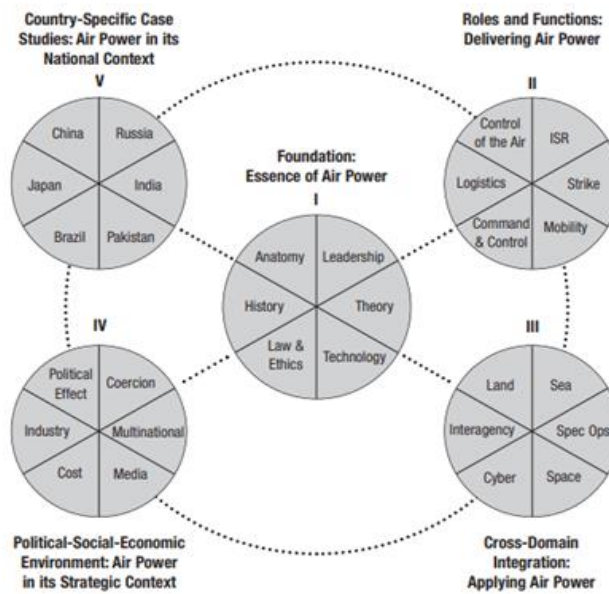 Country-Specific Case
Studies: Air Power in its
National Context
V
China
Russia
Japan
India
Brazil
Pakistan
Roles and Functions:
Delivering Air Power
II
Control
of the Air
ISR
Logistics
Strike
Command
& Control
Mobility
Foundation:
Essence of Air Power
I
Anatomy
Leadership
History
Theory
Law &
Ethics
Technology
IV
Political
Effect
Coercion
Industry
Multinational
Cost
Media
Political-Social-Economic
Environment: Air Power
in its Strategic Context
III
Land
Sea
Interagency
Spec Ops
Cyber
Space
Cross-Domain
Integration:
Applying Air Power